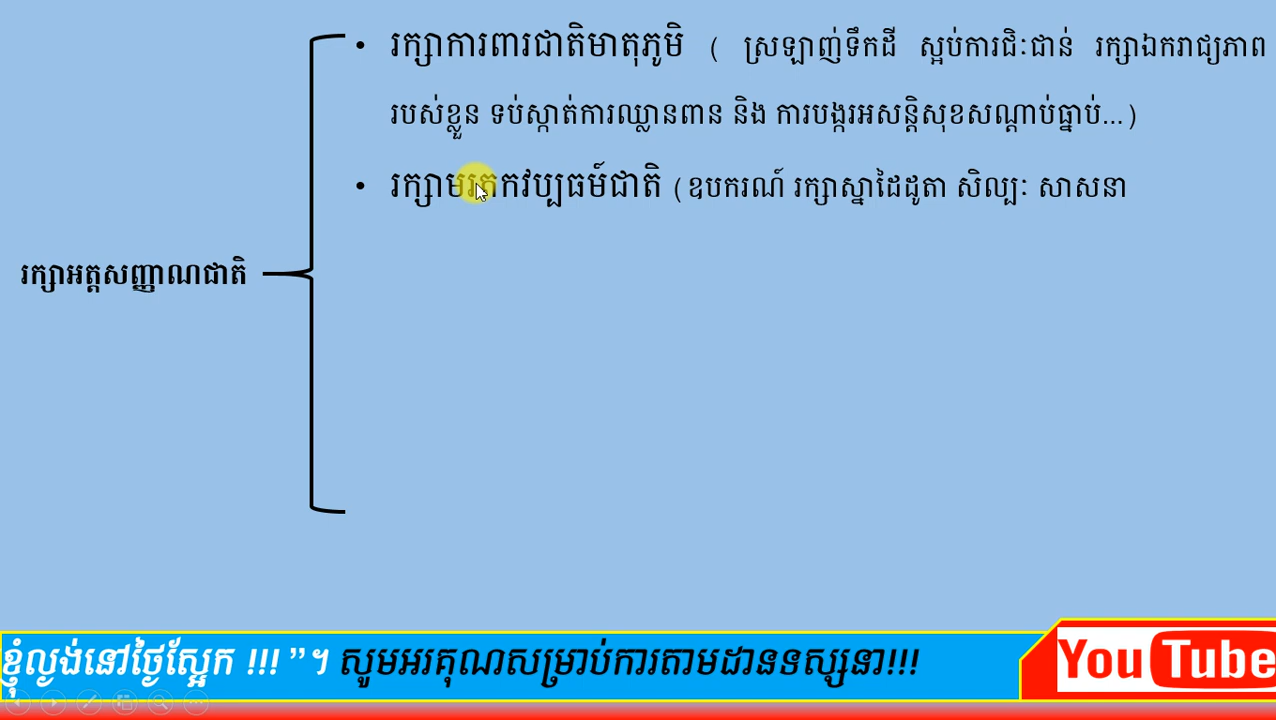 • រក្សាការពារជាតិមាតុភូមិ ( ស្រឡាញ់ទឹកដី ស្អប់ការជិះជាន់ រក្សាឯករាជ្យភាព
របស់ខ្លួន ទប់ស្កាត់ការឈ្លានពាន និង ការបង្ករអសន្តិសុខសណ្តាប់ធ្នាប់...)
• រក្សាមរតកវប្បធម៍ជាតិ (ឧបករណ៍ រក្សាស្នាដៃដូតា សិល្បៈ សាសនា
រក្សាអត្តសញ្ញាណជាតិ
ខ្ញុំល្ងង់នៅថ្ងៃស្អែក !!! ”។ សូមអរគុណសម្រាប់ការតាមដានទស្សនា!!!
YouTube